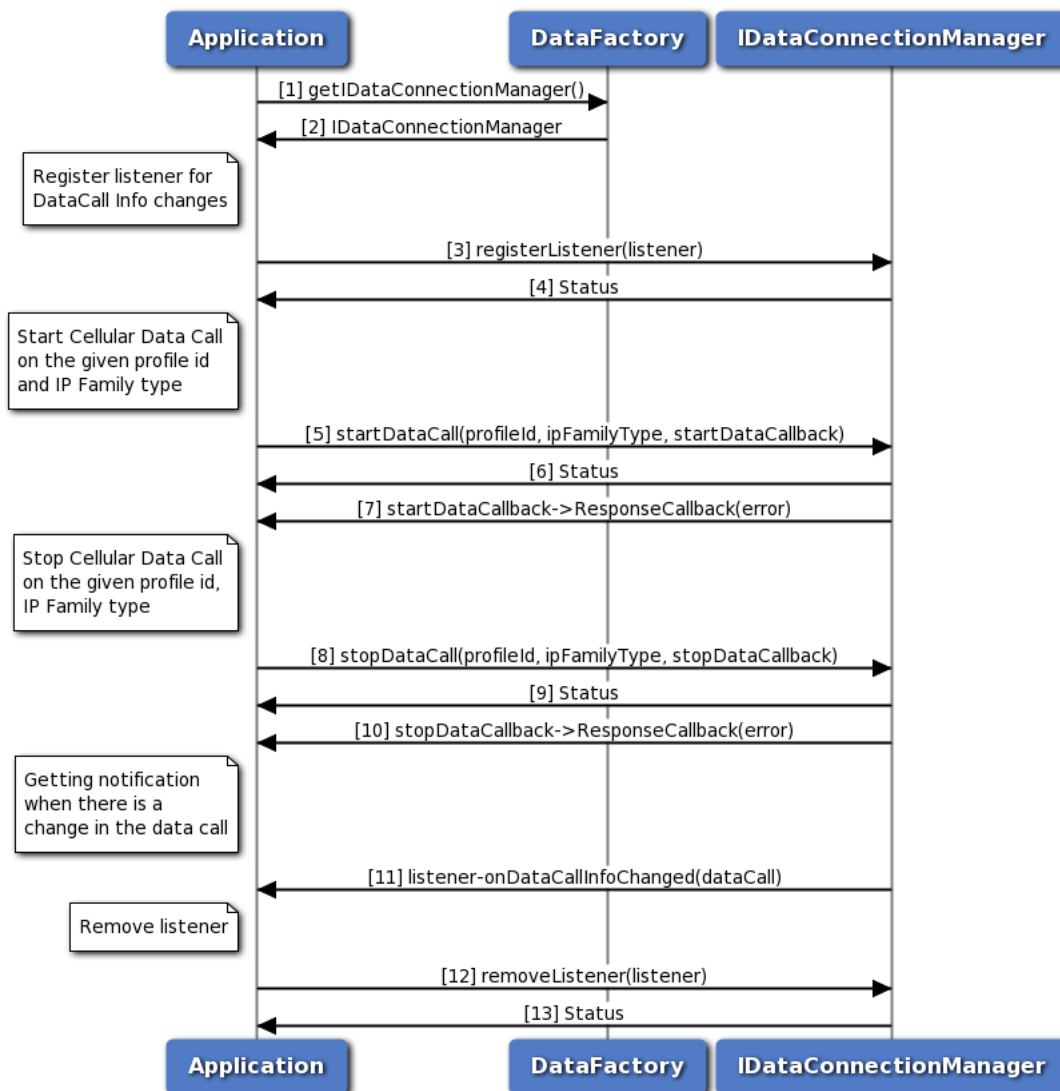 Application
DataFactory
IDataConnectionManager
[1] getIDataConnectionManager()
[2] IDataConnectionManager
Register listener for
DataCall Info changes
[3] registerListener(listener)
[4] Status
Start Cellular Data Call
on the given profile id
and IP Family type
[5] startDataCall(profileId, ipFamilyType, startDataCallback)
[6] Status
[7] startDataCallback->ResponseCallback(error)
Stop Cellular Data Call
on the given profile id,
IP Family type
[8] stopDataCall(profileId, ipFamilyType, stopDataCallback)
[9] Status
[10] stopDataCallback->ResponseCallback(error)
Getting notification
when there is a
change in the data call
[11] listener-onDataCallInfoChanged(dataCall)
Remove listener
[12] removeListener(listener)
[13] Status
Application
DataFactory
IDataConnectionManager